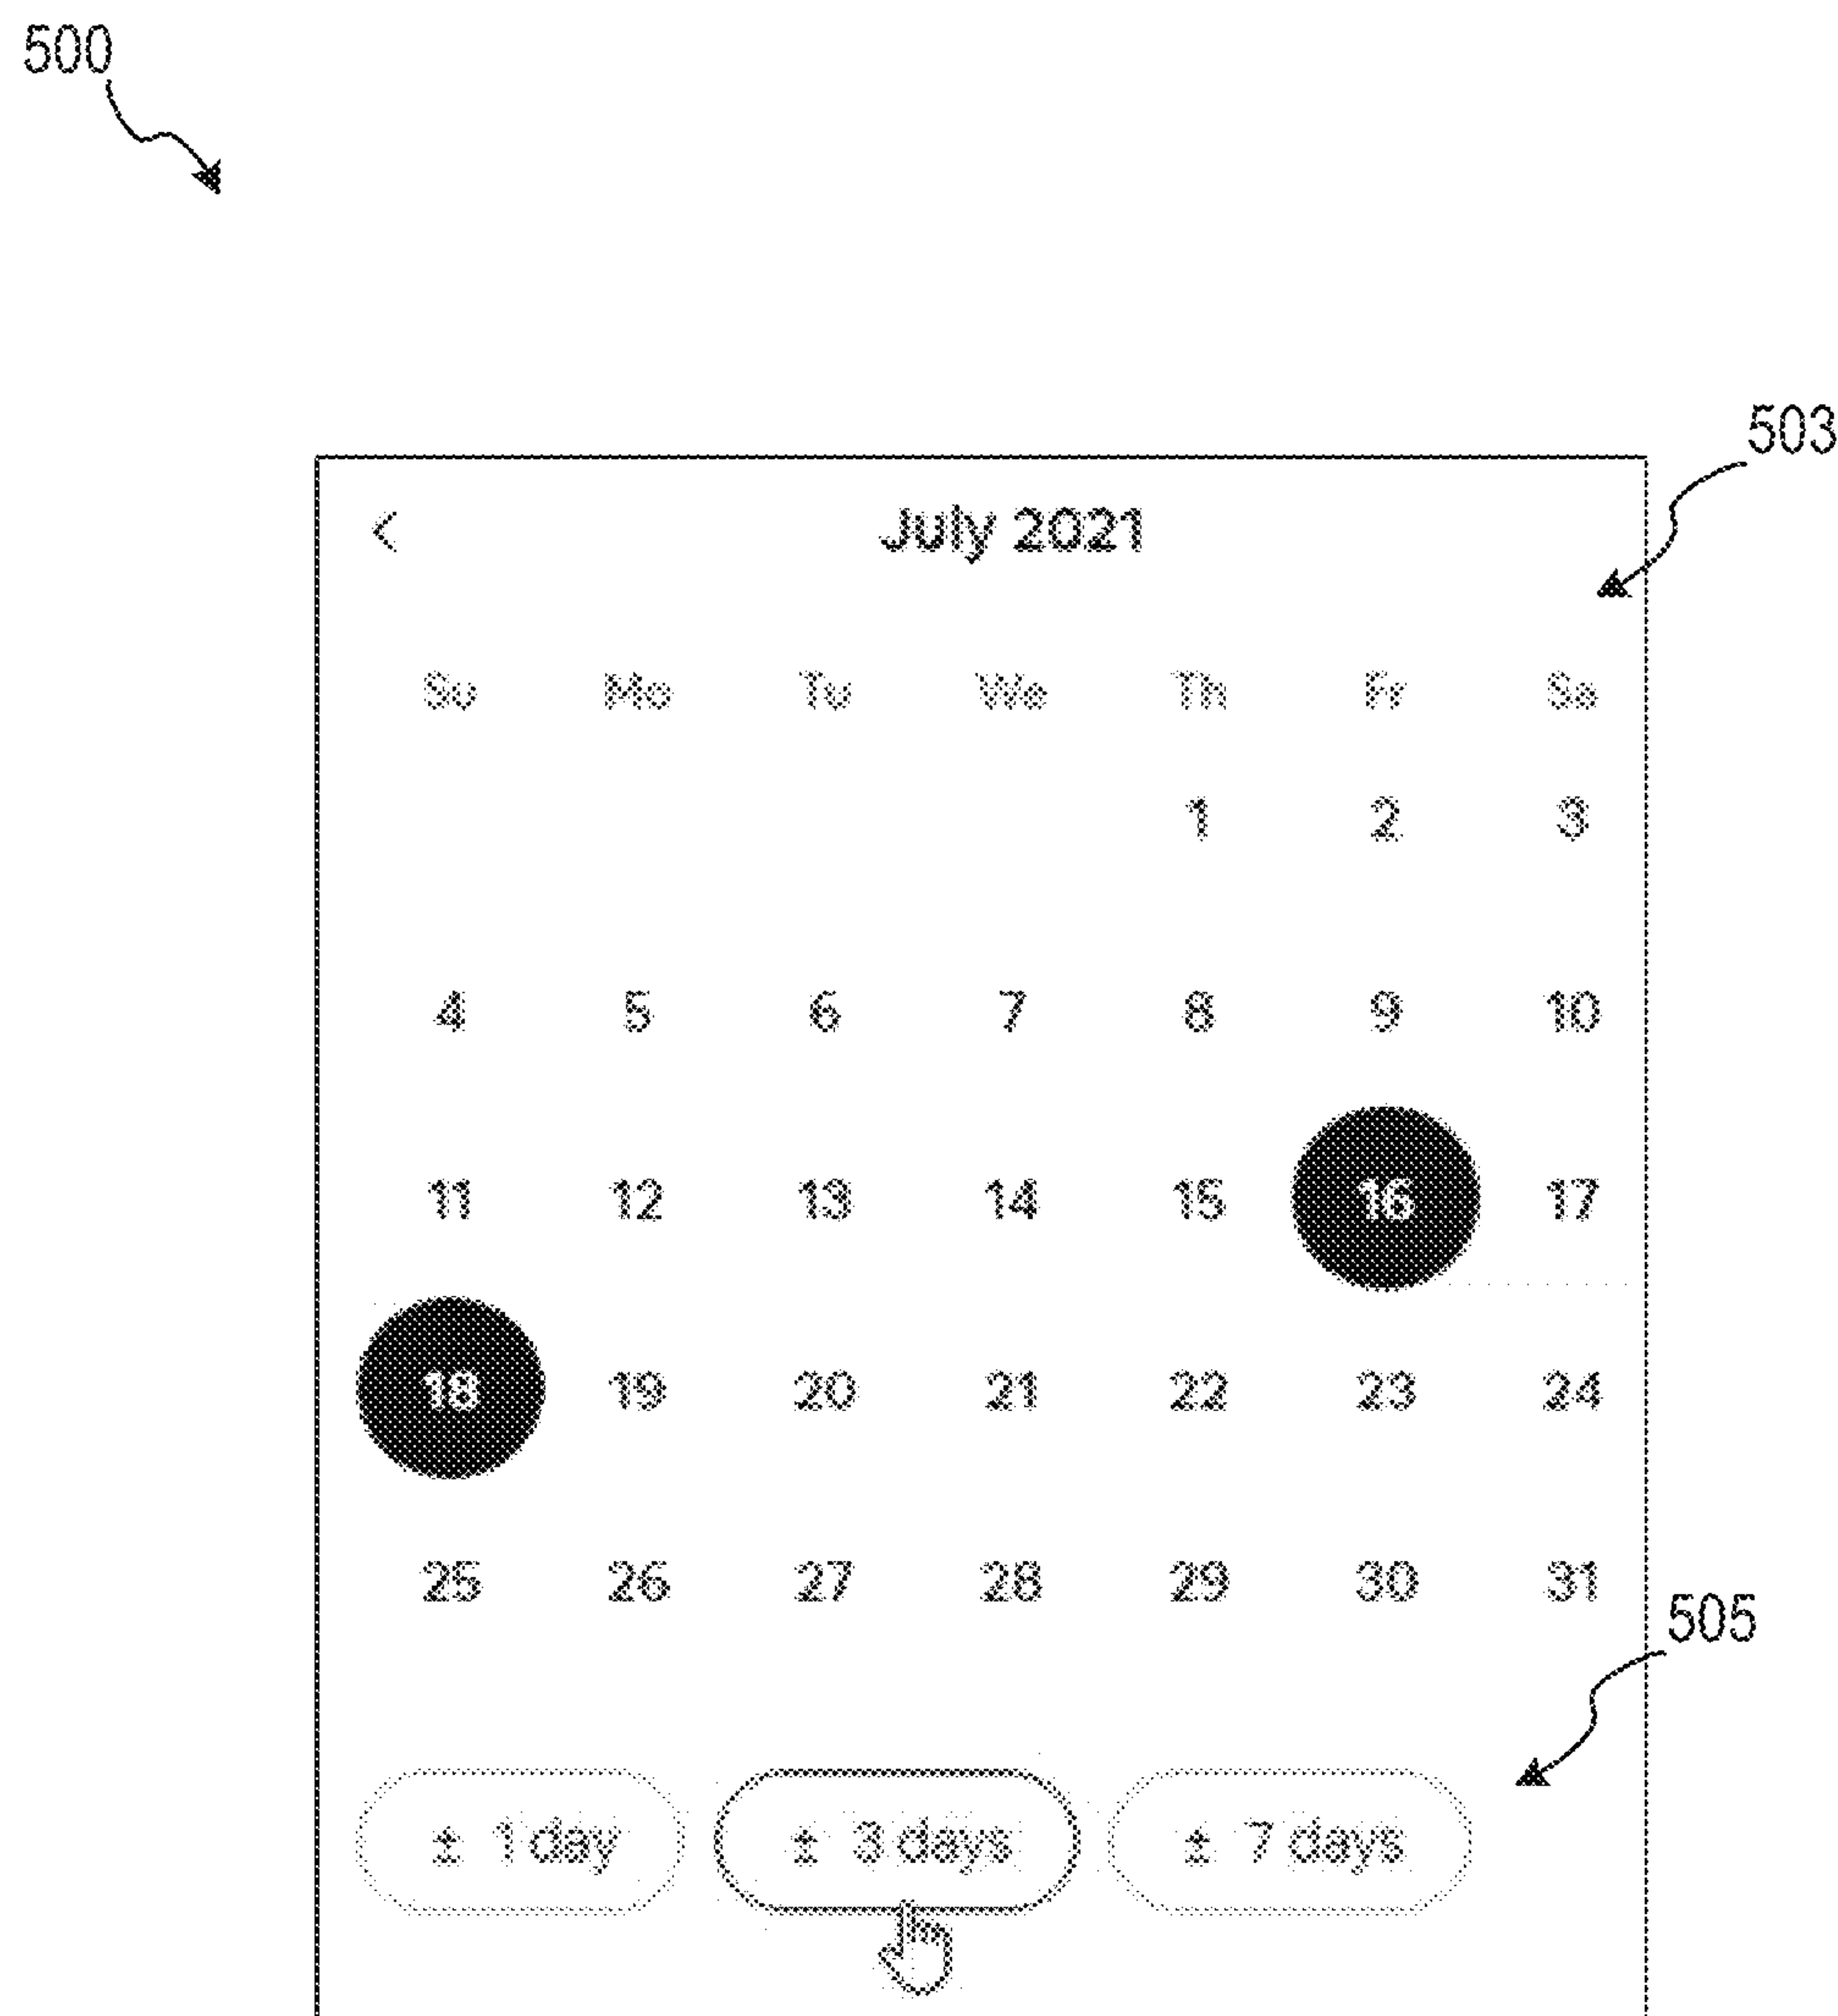 500
503
< July 2021
Su Mo Tu We Th Fr Sa
1 2 3
4 5 6 7 8 9 10
11 12 13 14 15 16 17
18 19 20 21 22 23 24
25 26 27 28 29 30 31
505
± 1 day ± 3 days ± 7 days